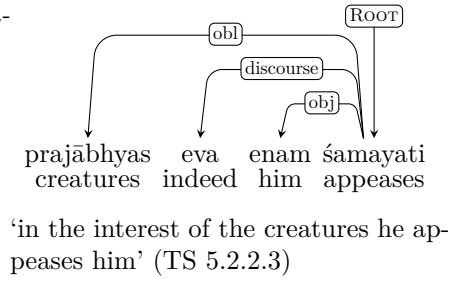 -
ROOT
obl
discourse
obj
prajābhyas eva enam śamayati
creatures indeed him appeases
‘in the interest of the creatures he ap-
peases him’ (TS 5.2.2.3)